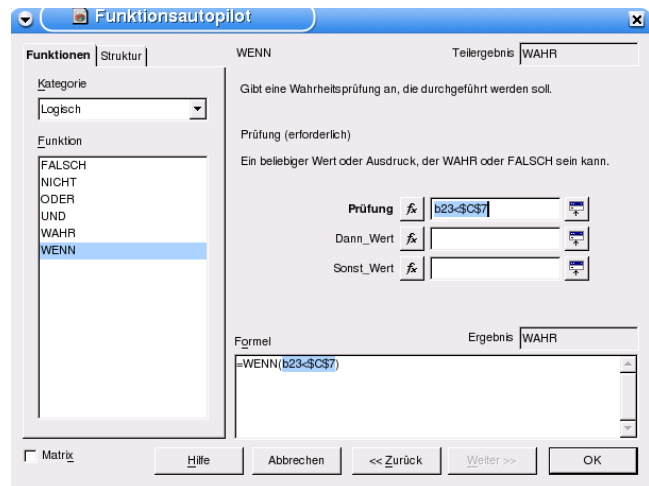 Funktionsautopilot
Funktionen Struktur
Kategorie
Logisch
Funktion
FALSCH
NICHT
ODER
UND
WAHR
WENN
WENN Teilergebnis WAHR
Gibt eine Wahrheitsprüfung an, die durchgeführt werden soll.
Prüfung (erforderlich)
Ein beliebiger Wert oder Ausdruck, der WAHR oder FALSCH sein kann.
Prüfung fx b23<$C$7
Dann_Wert fx
Sonst_Wert fx
Formel Ergebnis WAHR
=WENN(b23<$C$7)
Matrix Hilfe Abbrechen << Zurück Weiter >> OK